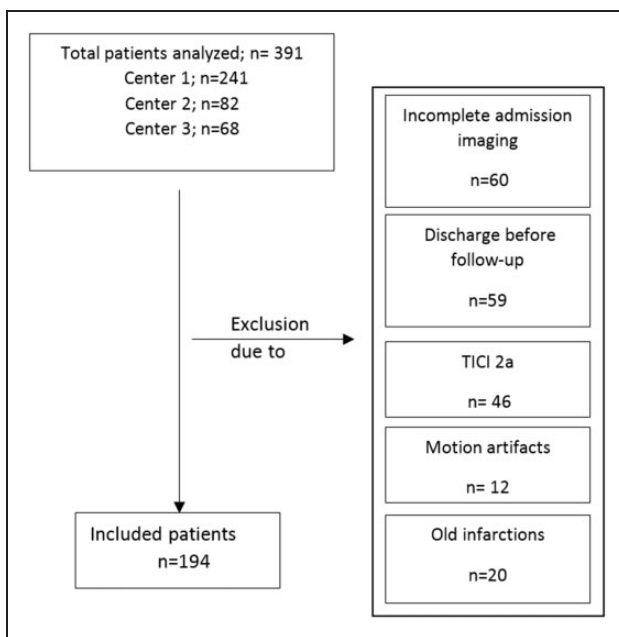 Total patients analyzed; n= 391
Center 1; n=241
Center 2; n=82
Center 3; n=68
Exclusion
due to
Incomplete admission
imaging
n=60
Discharge before
follow-up
n=59
TICI 2a
n= 46
Motion artifacts
n= 12
Old infarctions
n=20
Included patients
n=194